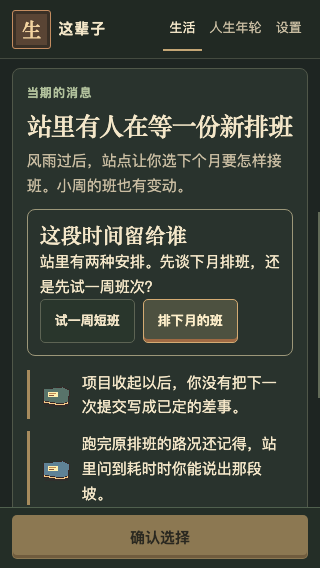 生 这辈子 生活 人生年轮 设置
当期的消息
站里有人在等一份新排班
风雨过后，站点让你选下个月要怎样接
班。小周的班也有变动。
这段时间留给谁
站里有两种安排。先谈下月排班，还
是先试一周班次？
试一周短班 排下月的班
项目收起以后，你没有把下一
次提交写成已定的差事。
跑完原排班的路况还记得，站
里问到耗时时你能说出那段
坡。
确认选择